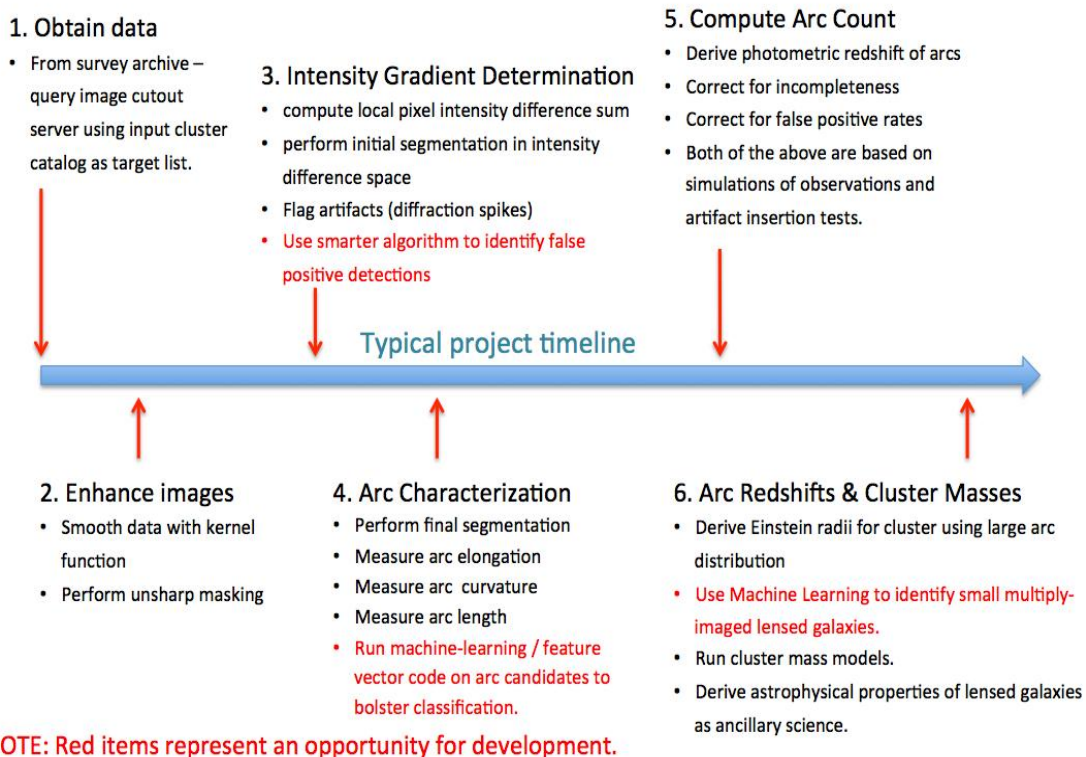 1. Obtain data
• From survey archive –
query image cutout
server using input cluster
catalog as target list.
3. Intensity Gradient Determination
• compute local pixel intensity difference sum
• perform initial segmentation in intensity
difference space
• Flag artifacts (diffraction spikes)
• Use smarter algorithm to identify false
positive detections
5. Compute Arc Count
• Derive photometric redshift of arcs
• Correct for incompleteness
• Correct for false positive rates
• Both of the above are based on
simulations of observations and
artifact insertion tests.
Typical project timeline
2. Enhance images
• Smooth data with kernel
function
• Perform unsharp masking
4. Arc Characterization
• Perform final segmentation
• Measure arc elongation
• Measure arc curvature
• Measure arc length
• Run machine-learning / feature
vector code on arc candidates to
bolster classification.
6. Arc Redshifts & Cluster Masses
• Derive Einstein radii for cluster using large arc
distribution
• Use Machine Learning to identify small multiply-
imaged lensed galaxies.
• Run cluster mass models.
• Derive astrophysical properties of lensed galaxies
as ancillary science.
OTE: Red items represent an opportunity for development.